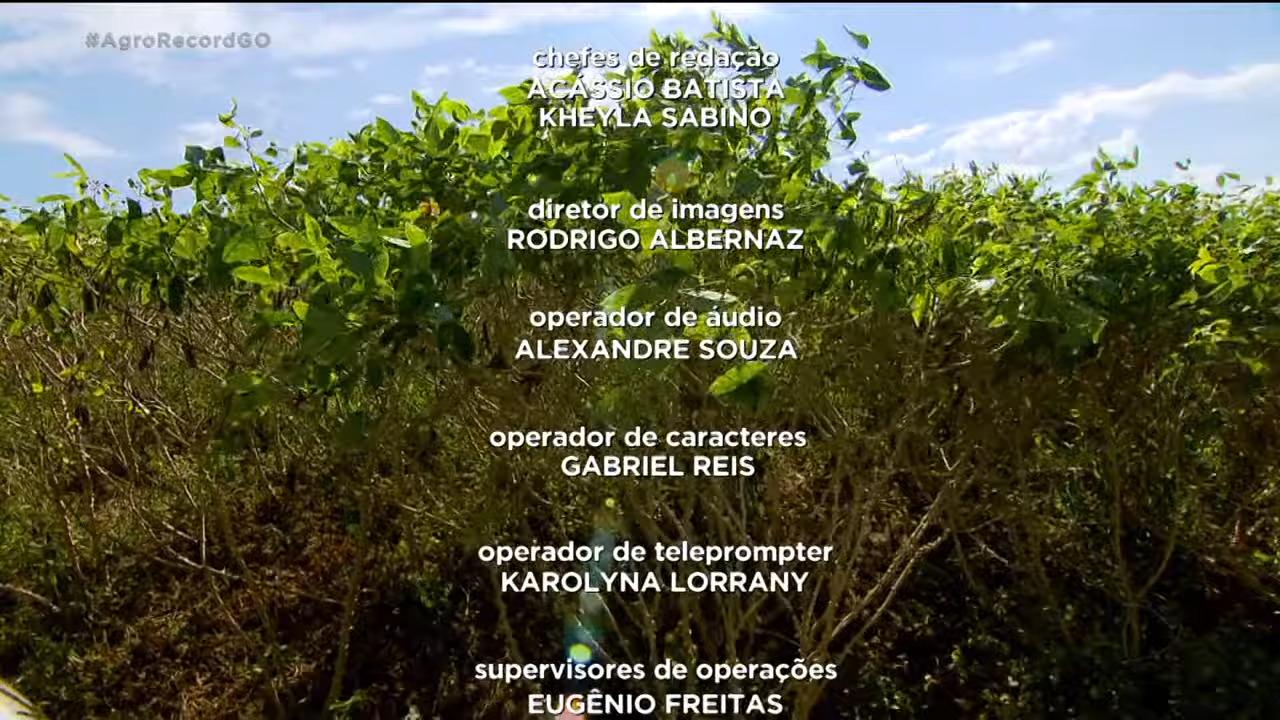 #AgroRecordGO
chefes de redação
ACÁSSIO BATISTA
KHEYLA SABINO
diretor de imagens
RODRIGO ALBERNAZ
operador de áudio
ALEXANDRE SOUZA
operador de caracteres
GABRIEL REIS
operador de teleprompter
KAROLYNA LORRANY
supervisores de operações
EUGÊNIO FREITAS